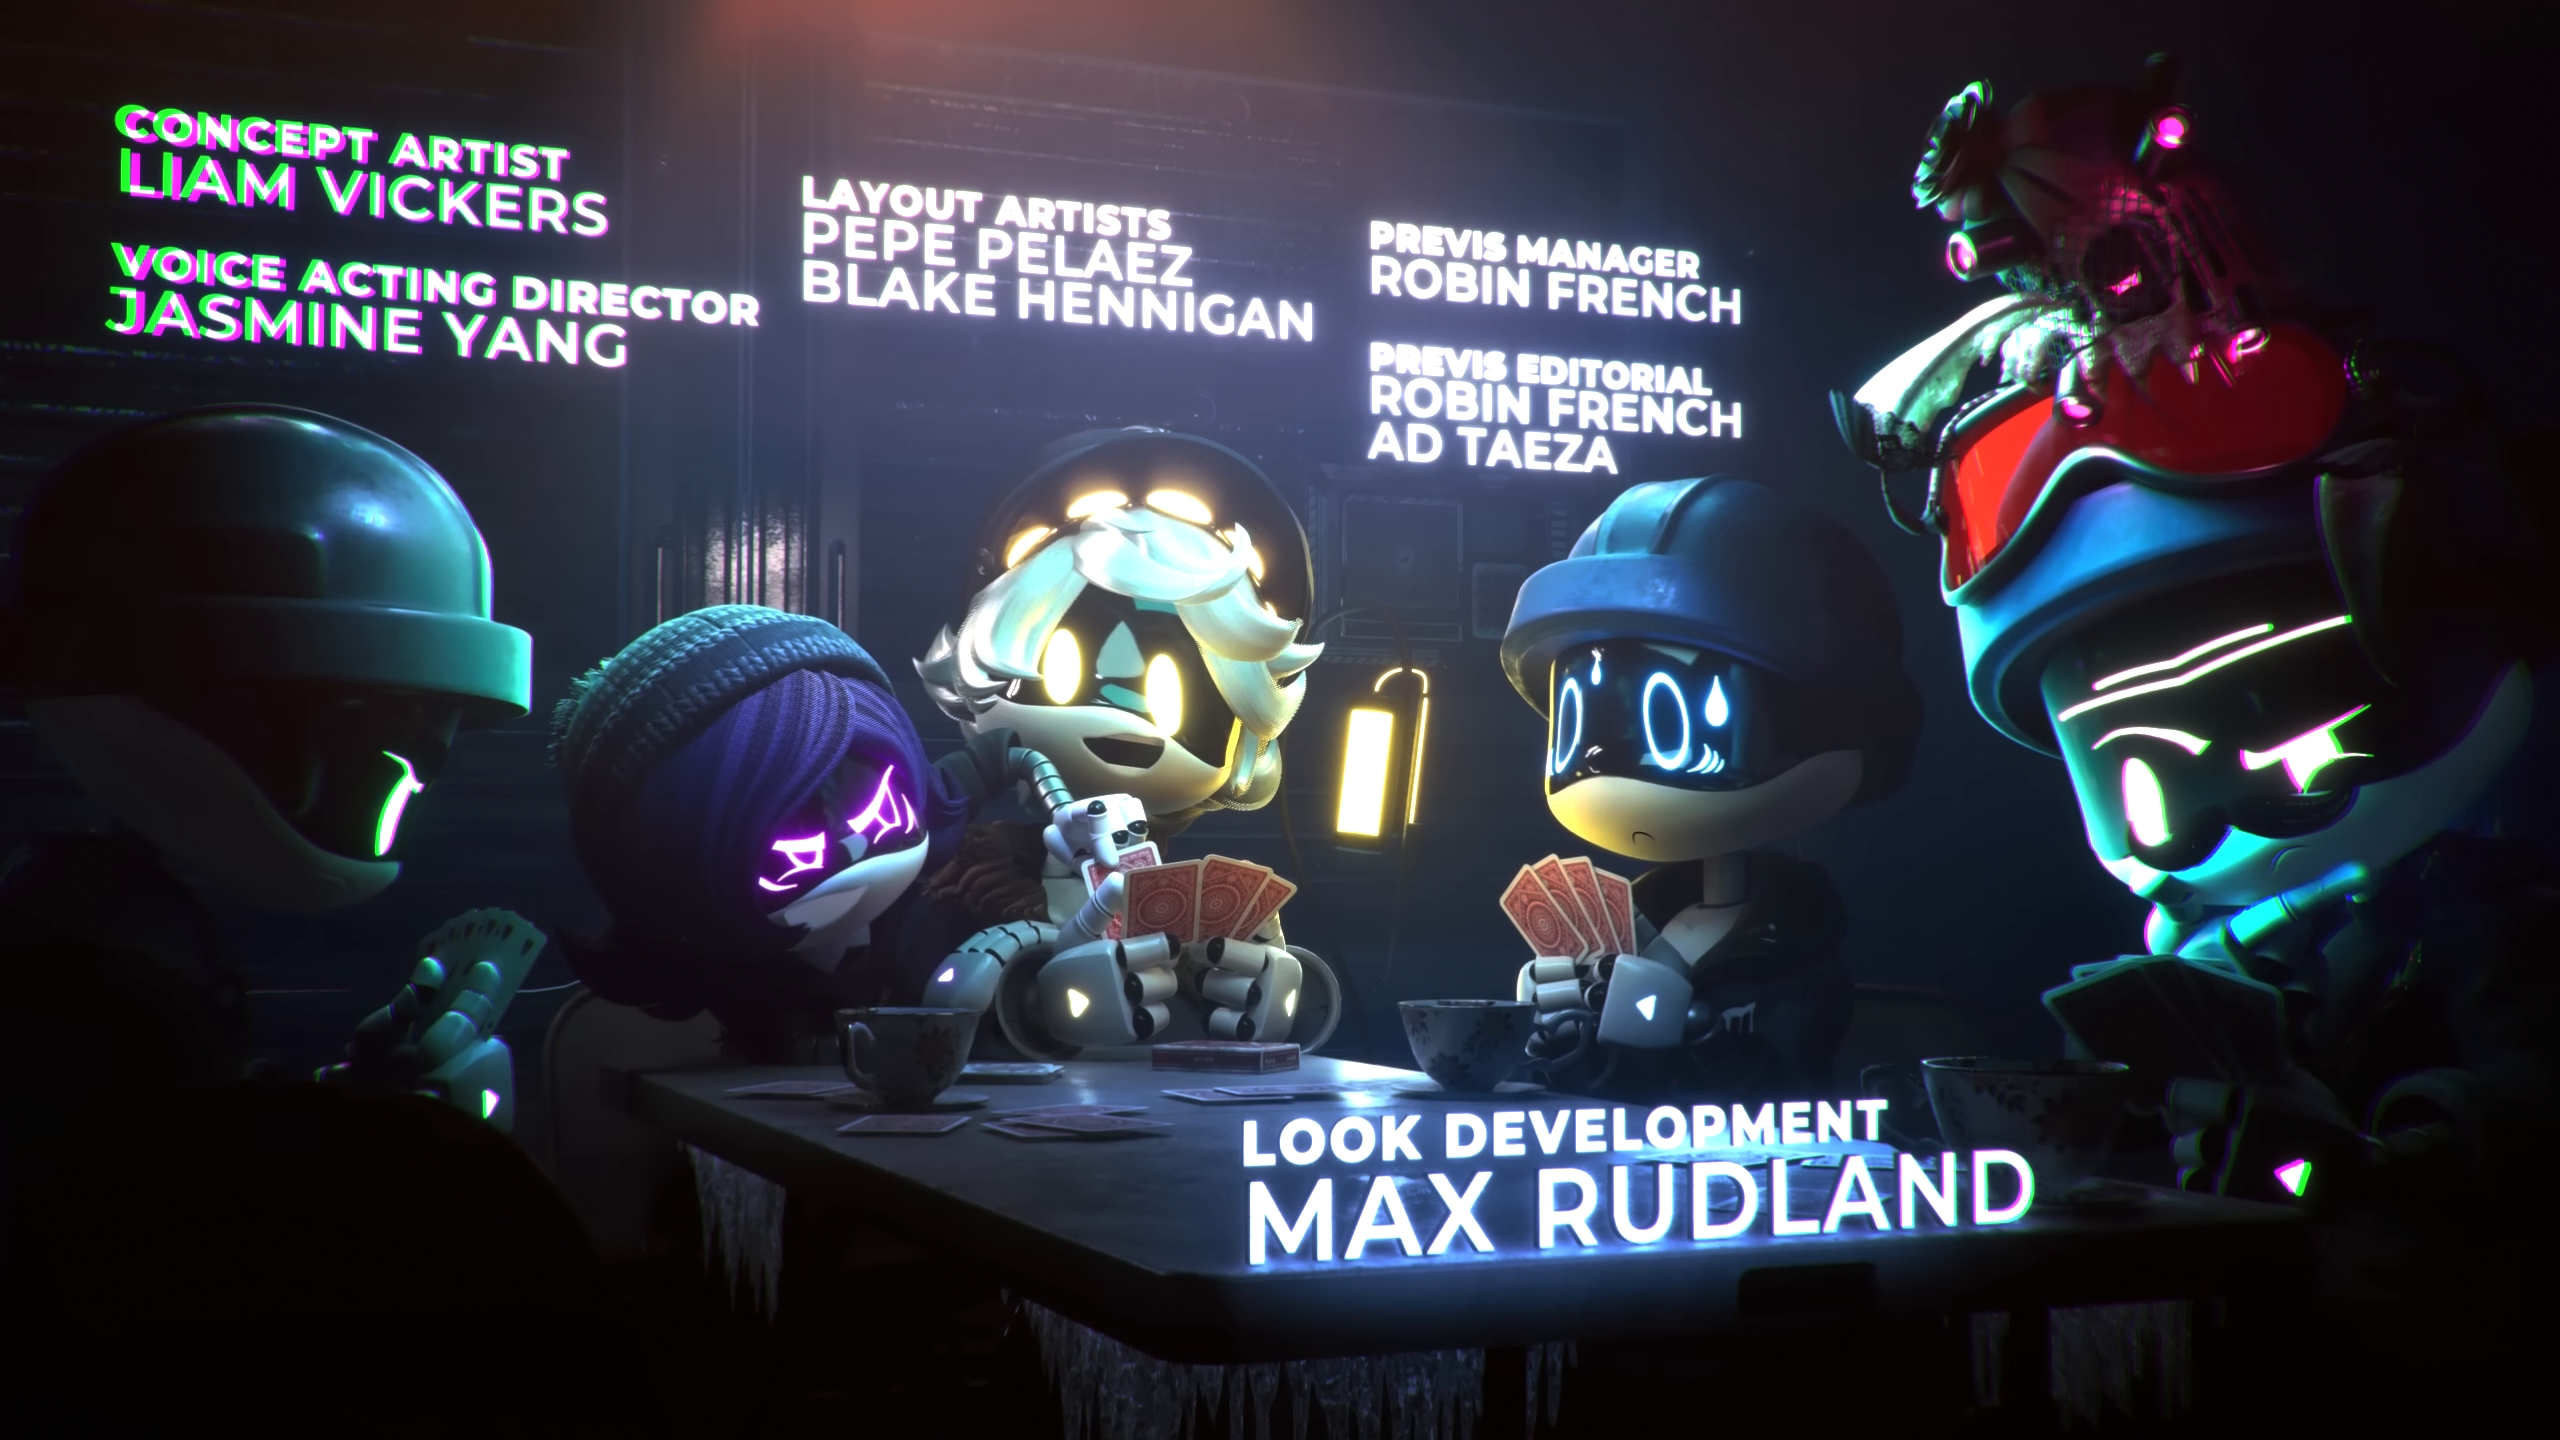 CONCEPT ARTIST
LIAM VICKERS
VOICE ACTING DIRECTOR
JASMINE YANG
LAYOUT ARTISTS
PEPE PELAEZ
BLAKE HENNIGAN
PREVIS MANAGER
ROBIN FRENCH
PREVIS EDITORIAL
ROBIN FRENCH
AD TAEZA
LOOK DEVELOPMENT
MAX RUDLAND